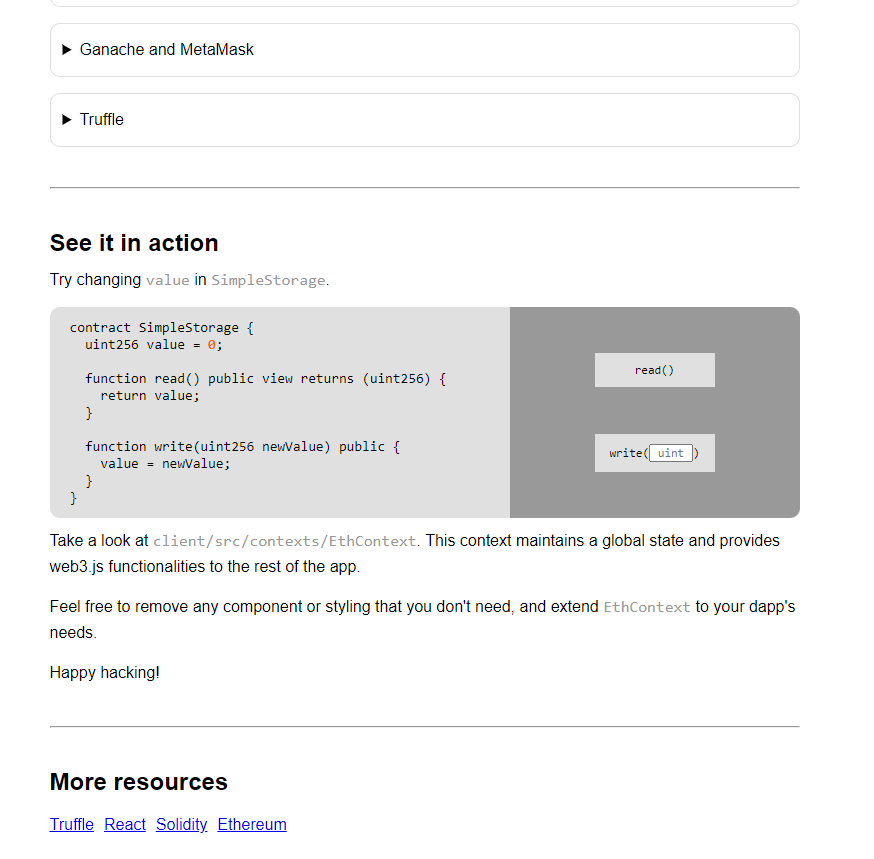 Ganache and MetaMask
Truffle
See it in action
Try changing value in SimpleStorage.
contract SimpleStorage {
  uint256 value = 0;

  function read() public view returns (uint256) {
    return value;
  }

  function write(uint256 newValue) public {
    value = newValue;
  }
}
read()
write( uint )
Take a look at client/src/contexts/EthContext. This context maintains a global state and provides
web3.js functionalities to the rest of the app.
Feel free to remove any component or styling that you don't need, and extend EthContext to your dapp's
needs.
Happy hacking!
More resources
Truffle React Solidity Ethereum